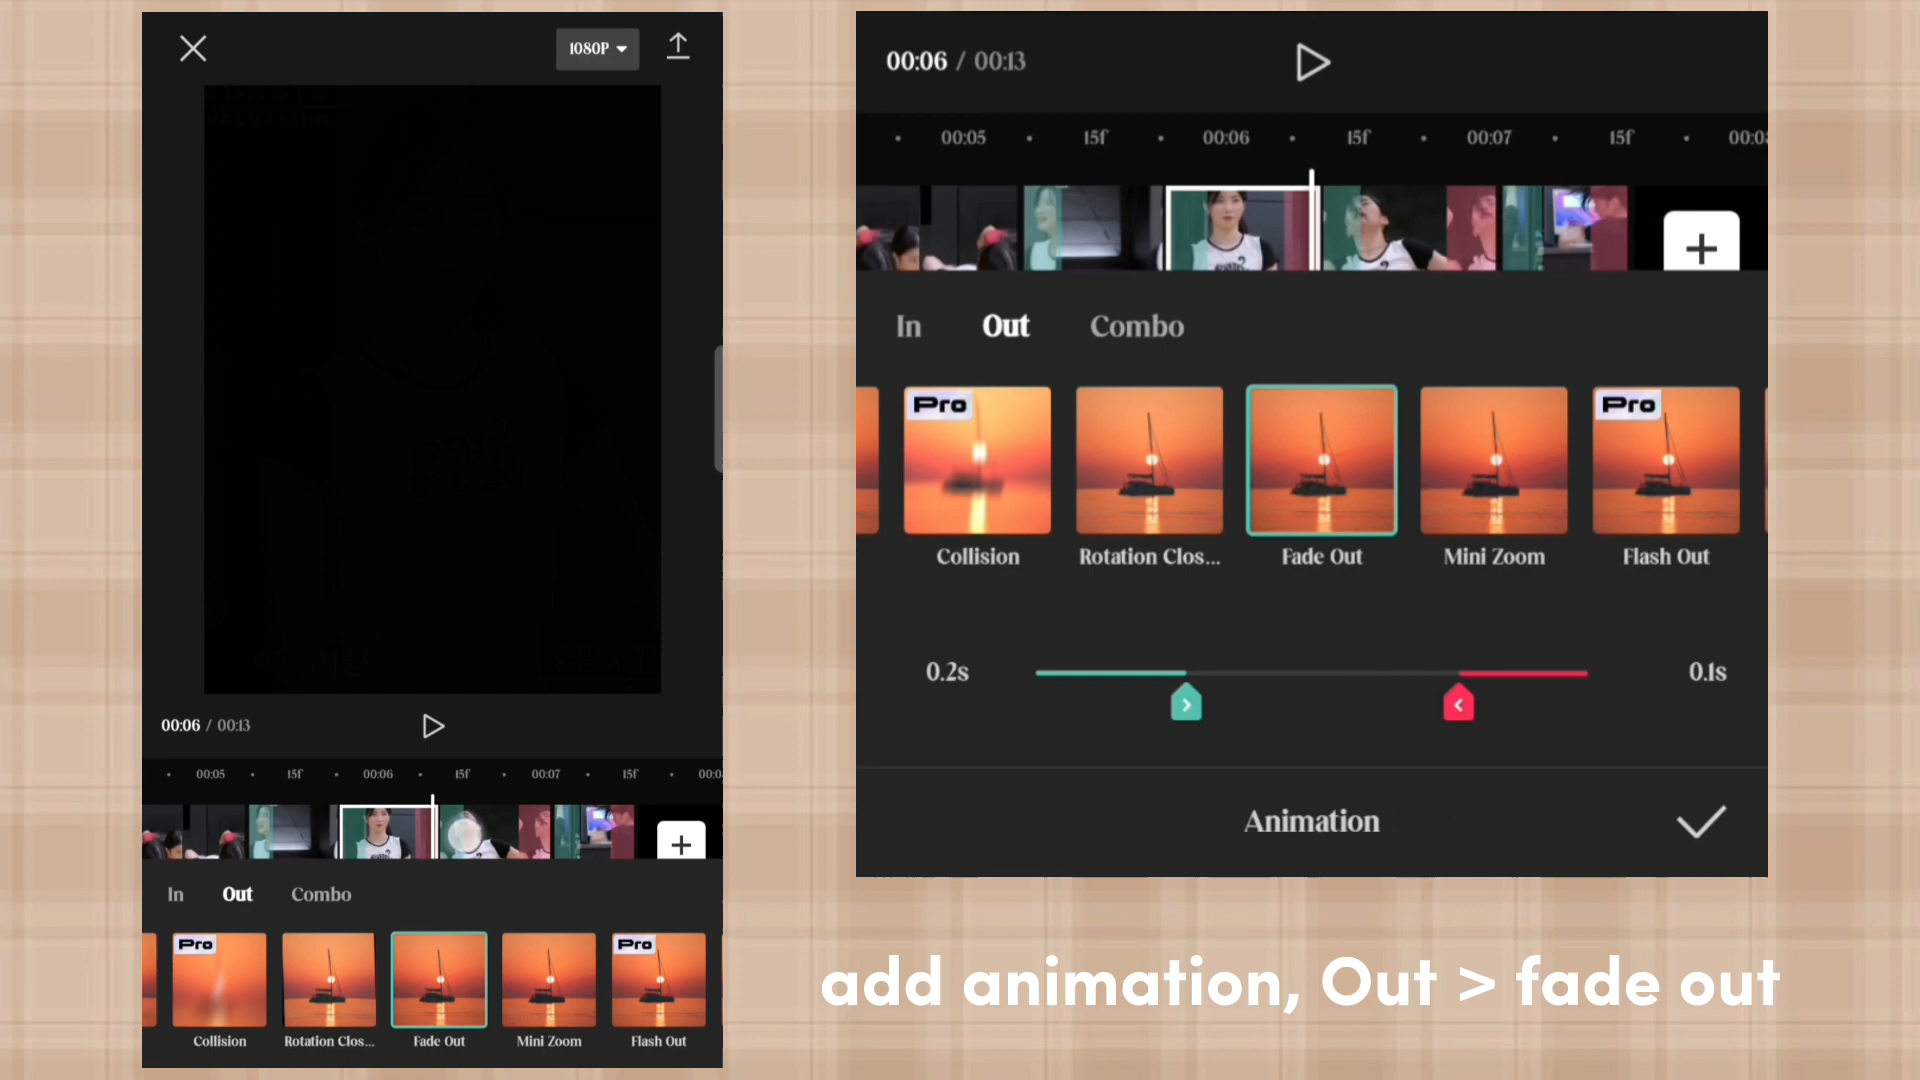 1080P
00:06 / 00:13
00:05 15f 00:06 15f 00:07 15f
In Out Combo
Pro Pro
Collision Rotation Clos... Fade Out Mini Zoom Flash Out
00:06 / 00:13
00:05 15f 00:06 15f 00:07 15f
In Out Combo
Pro Pro
Collision Rotation Clos... Fade Out Mini Zoom Flash Out
0.2s 0.1s
Animation
add animation, Out > fade out